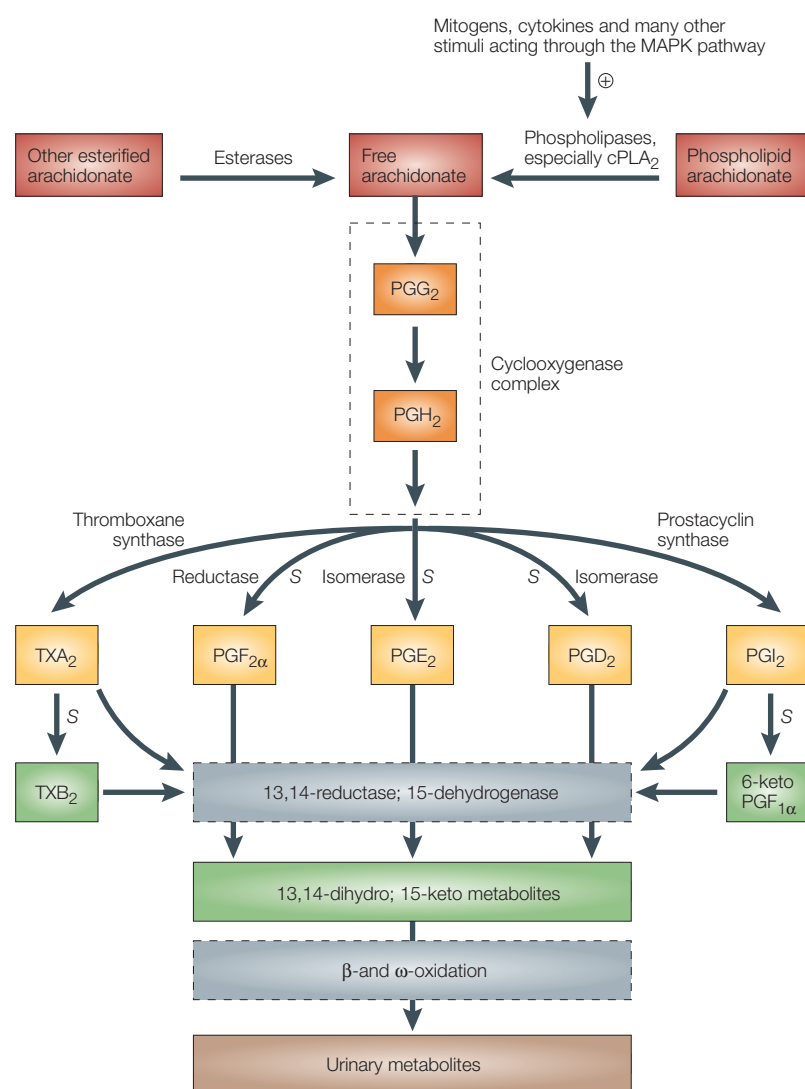 Mitogens, cytokines and many other
stimuli acting through the MAPK pathway
⊕
Other esterified
arachidonate
Esterases
Free
arachidonate
Phospholipases,
especially cPLA₂
Phospholipid
arachidonate
PGG₂
Cyclooxygenase
complex
PGH₂
Thromboxane
synthase
Prostacyclin
synthase
Reductase
S
Isomerase
S
S
Isomerase
TXA₂
PGF₂α
PGE₂
PGD₂
PGI₂
S
S
TXB₂
13,14-reductase; 15-dehydrogenase
6-keto
PGF₁α
13,14-dihydro; 15-keto metabolites
β-and ω-oxidation
Urinary metabolites